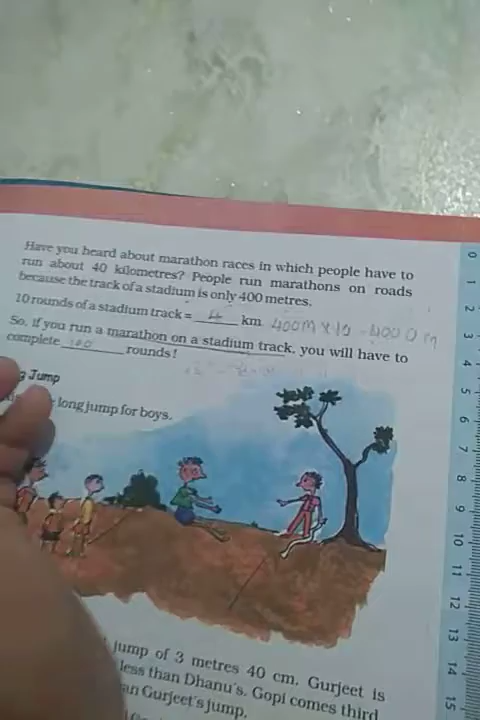 Have you heard about marathon races in which people have to
run about 40 kilometres? People run marathons on roads
because the track of a stadium is only 400 metres.
10 rounds of a stadium track = 4 km 400m x 10 = 4000 m
So, if you run a marathon on a stadium track, you will have to
complete 100 rounds!
Jump
long jump for boys.
jump of 3 metres 40 cm. Gurjeet is
less than Dhanu's. Gopi comes third
an Gurjeet's jump.
0 1 2 3 4 5 6 7 8 9 10 11 12 13 14 15